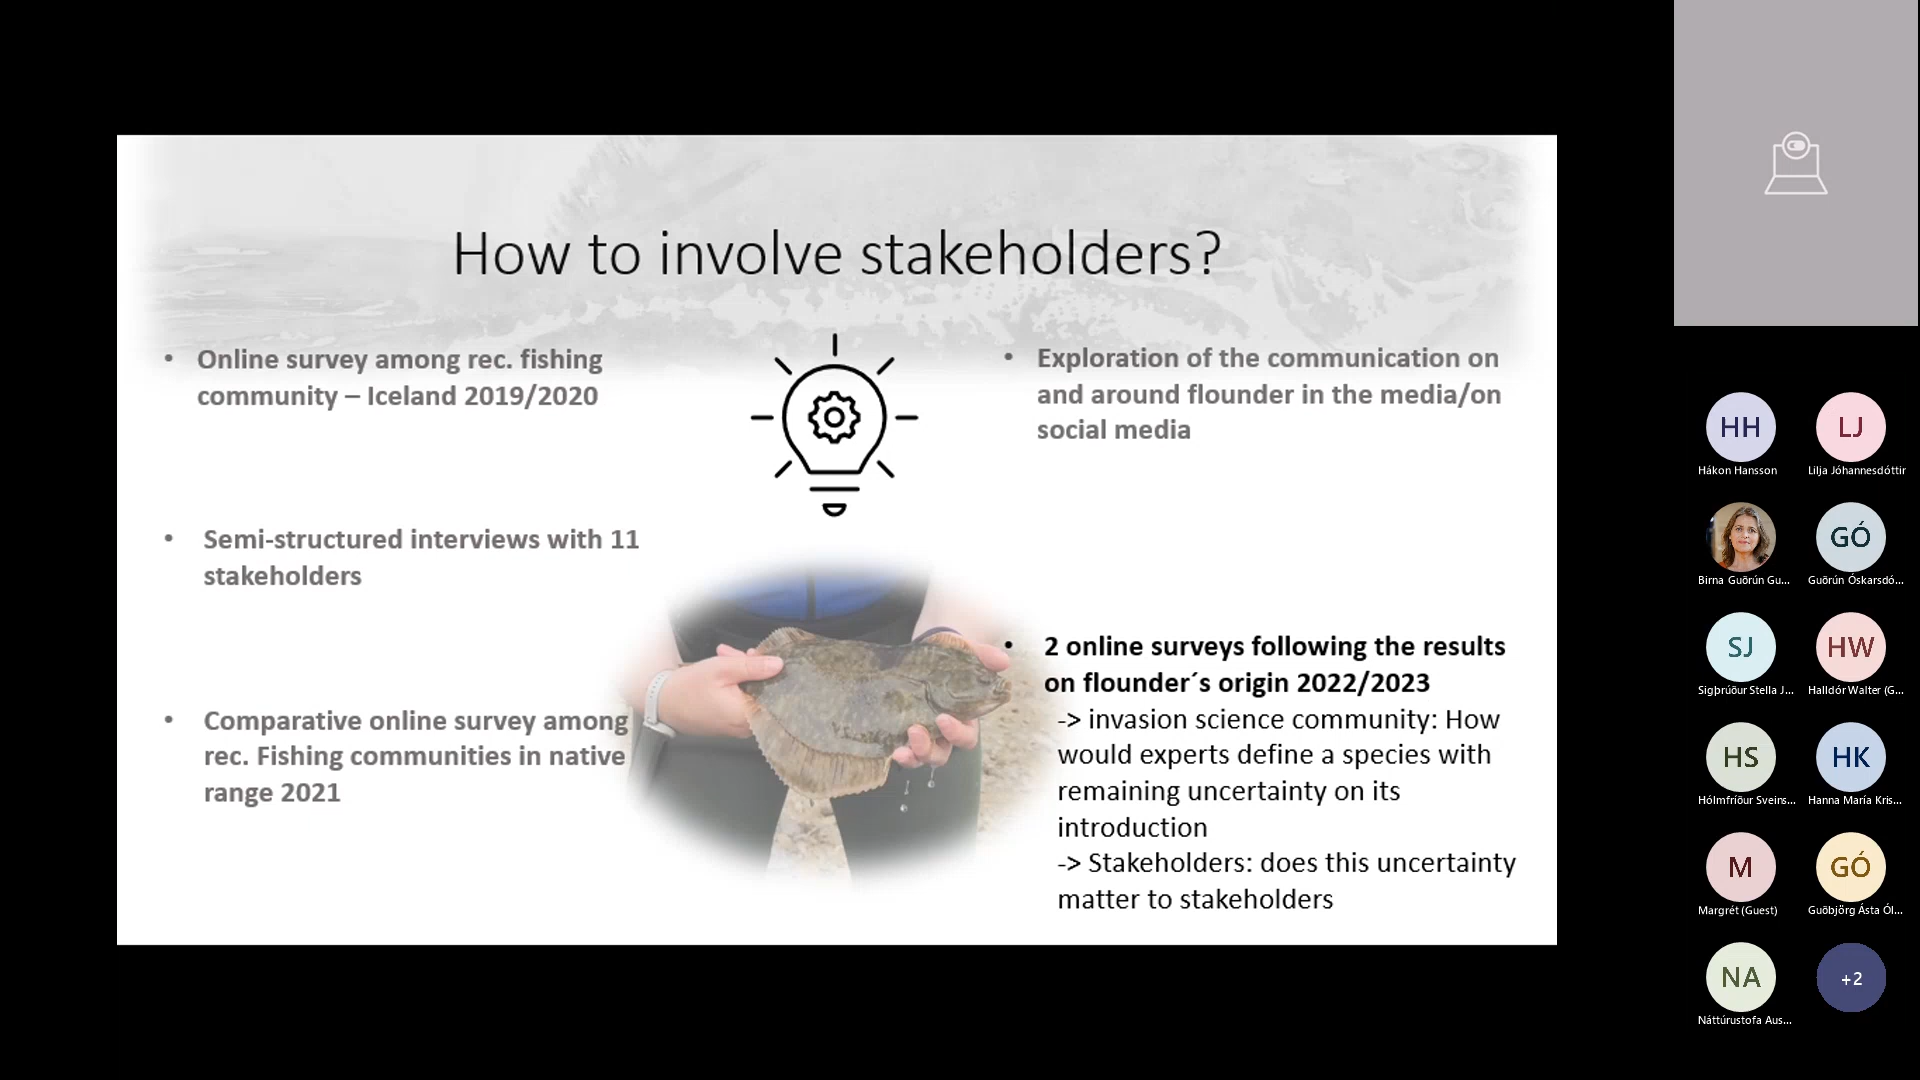 How to involve stakeholders?
• Online survey among rec. fishing
community – Iceland 2019/2020
• Semi-structured interviews with 11
stakeholders
• Comparative online survey among
rec. Fishing communities in native
range 2021
• Exploration of the communication on
and around flounder in the media/on
social media
• 2 online surveys following the results
on flounder´s origin 2022/2023
-> invasion science community: How
would experts define a species with
remaining uncertainty on its
introduction
-> Stakeholders: does this uncertainty
matter to stakeholders
HH
Hákon Hansson
LJ
Lilja Jóhannesdóttir
Birna Guðrún Gu...
GÓ
Guðrún Óskarsdó...
SJ
Sigþrúður Stella J...
HW
Halldór Walter (G...
HS
Hólmfríður Sveins...
HK
Hanna María Kris...
M
Margrét (Guest)
GÓ
Guðbjörg Ásta Ól...
NA
Náttúrustofa Aus...
+2